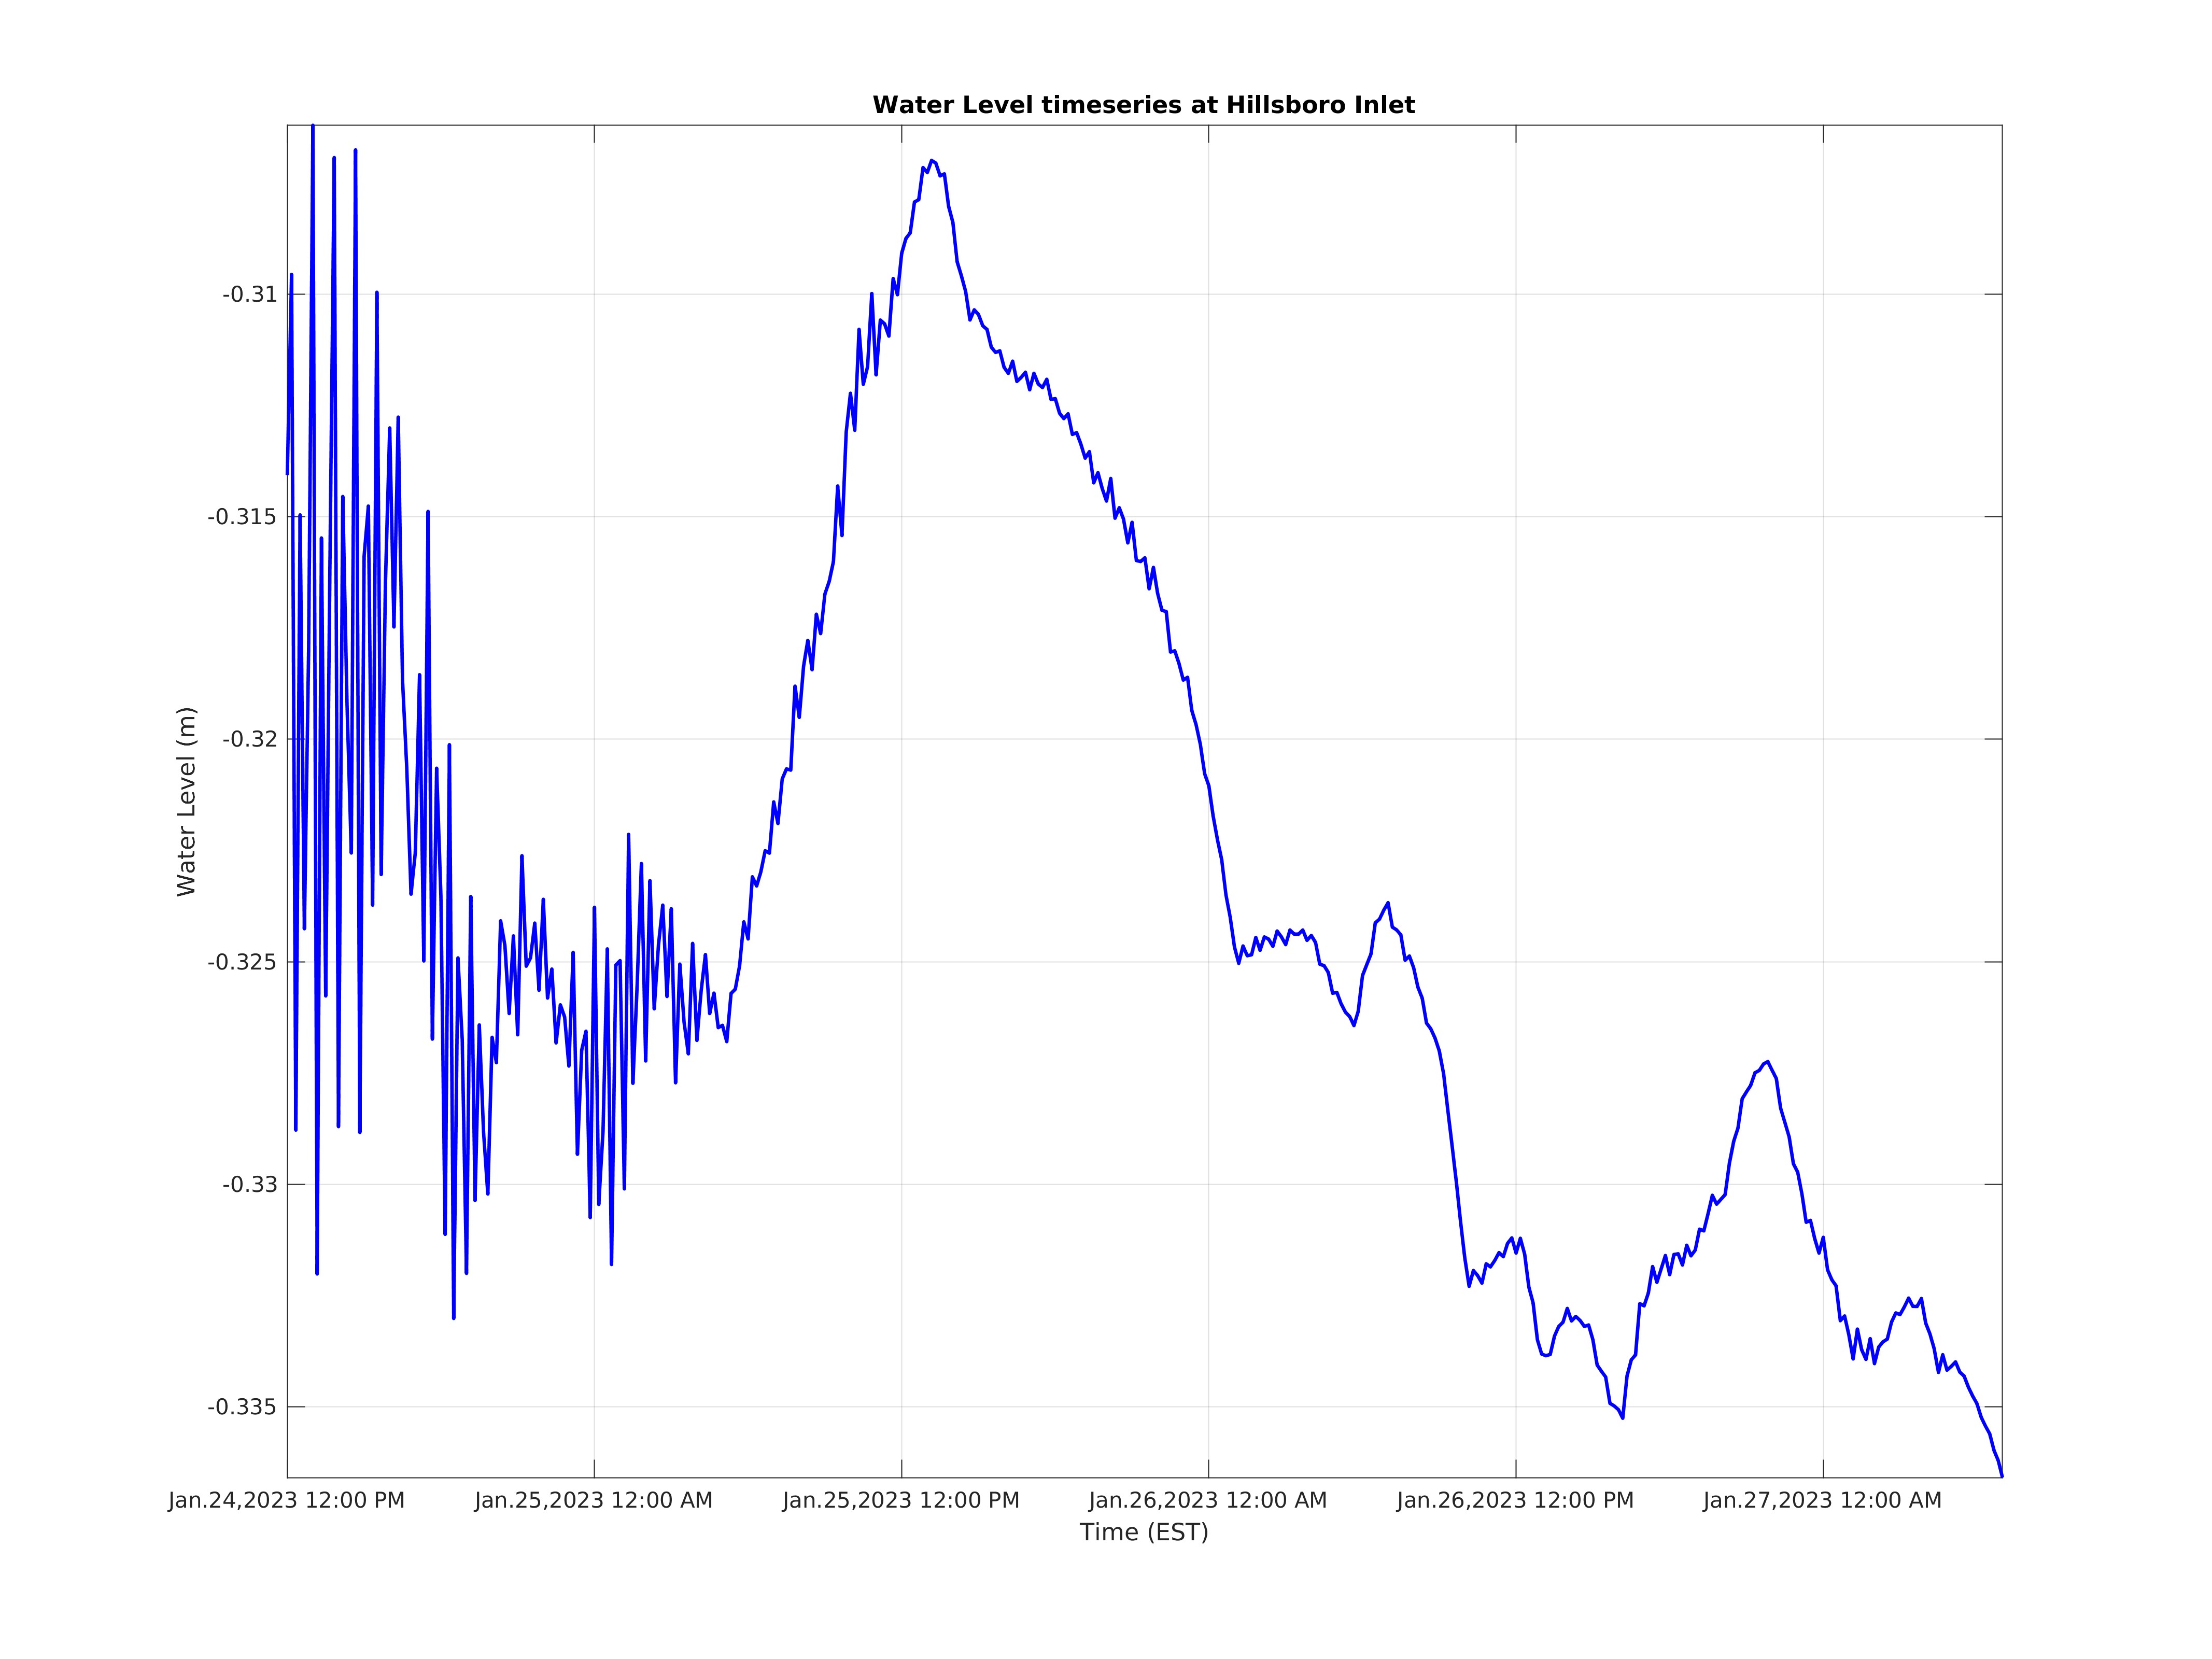 Water Level timeseries at Hillsboro Inlet
-0.31
-0.315
-0.32
-0.325
-0.33
-0.335
Water Level (m)
Jan.24,2023 12:00 PM
Jan.25,2023 12:00 AM
Jan.25,2023 12:00 PM
Jan.26,2023 12:00 AM
Jan.26,2023 12:00 PM
Jan.27,2023 12:00 AM
Time (EST)